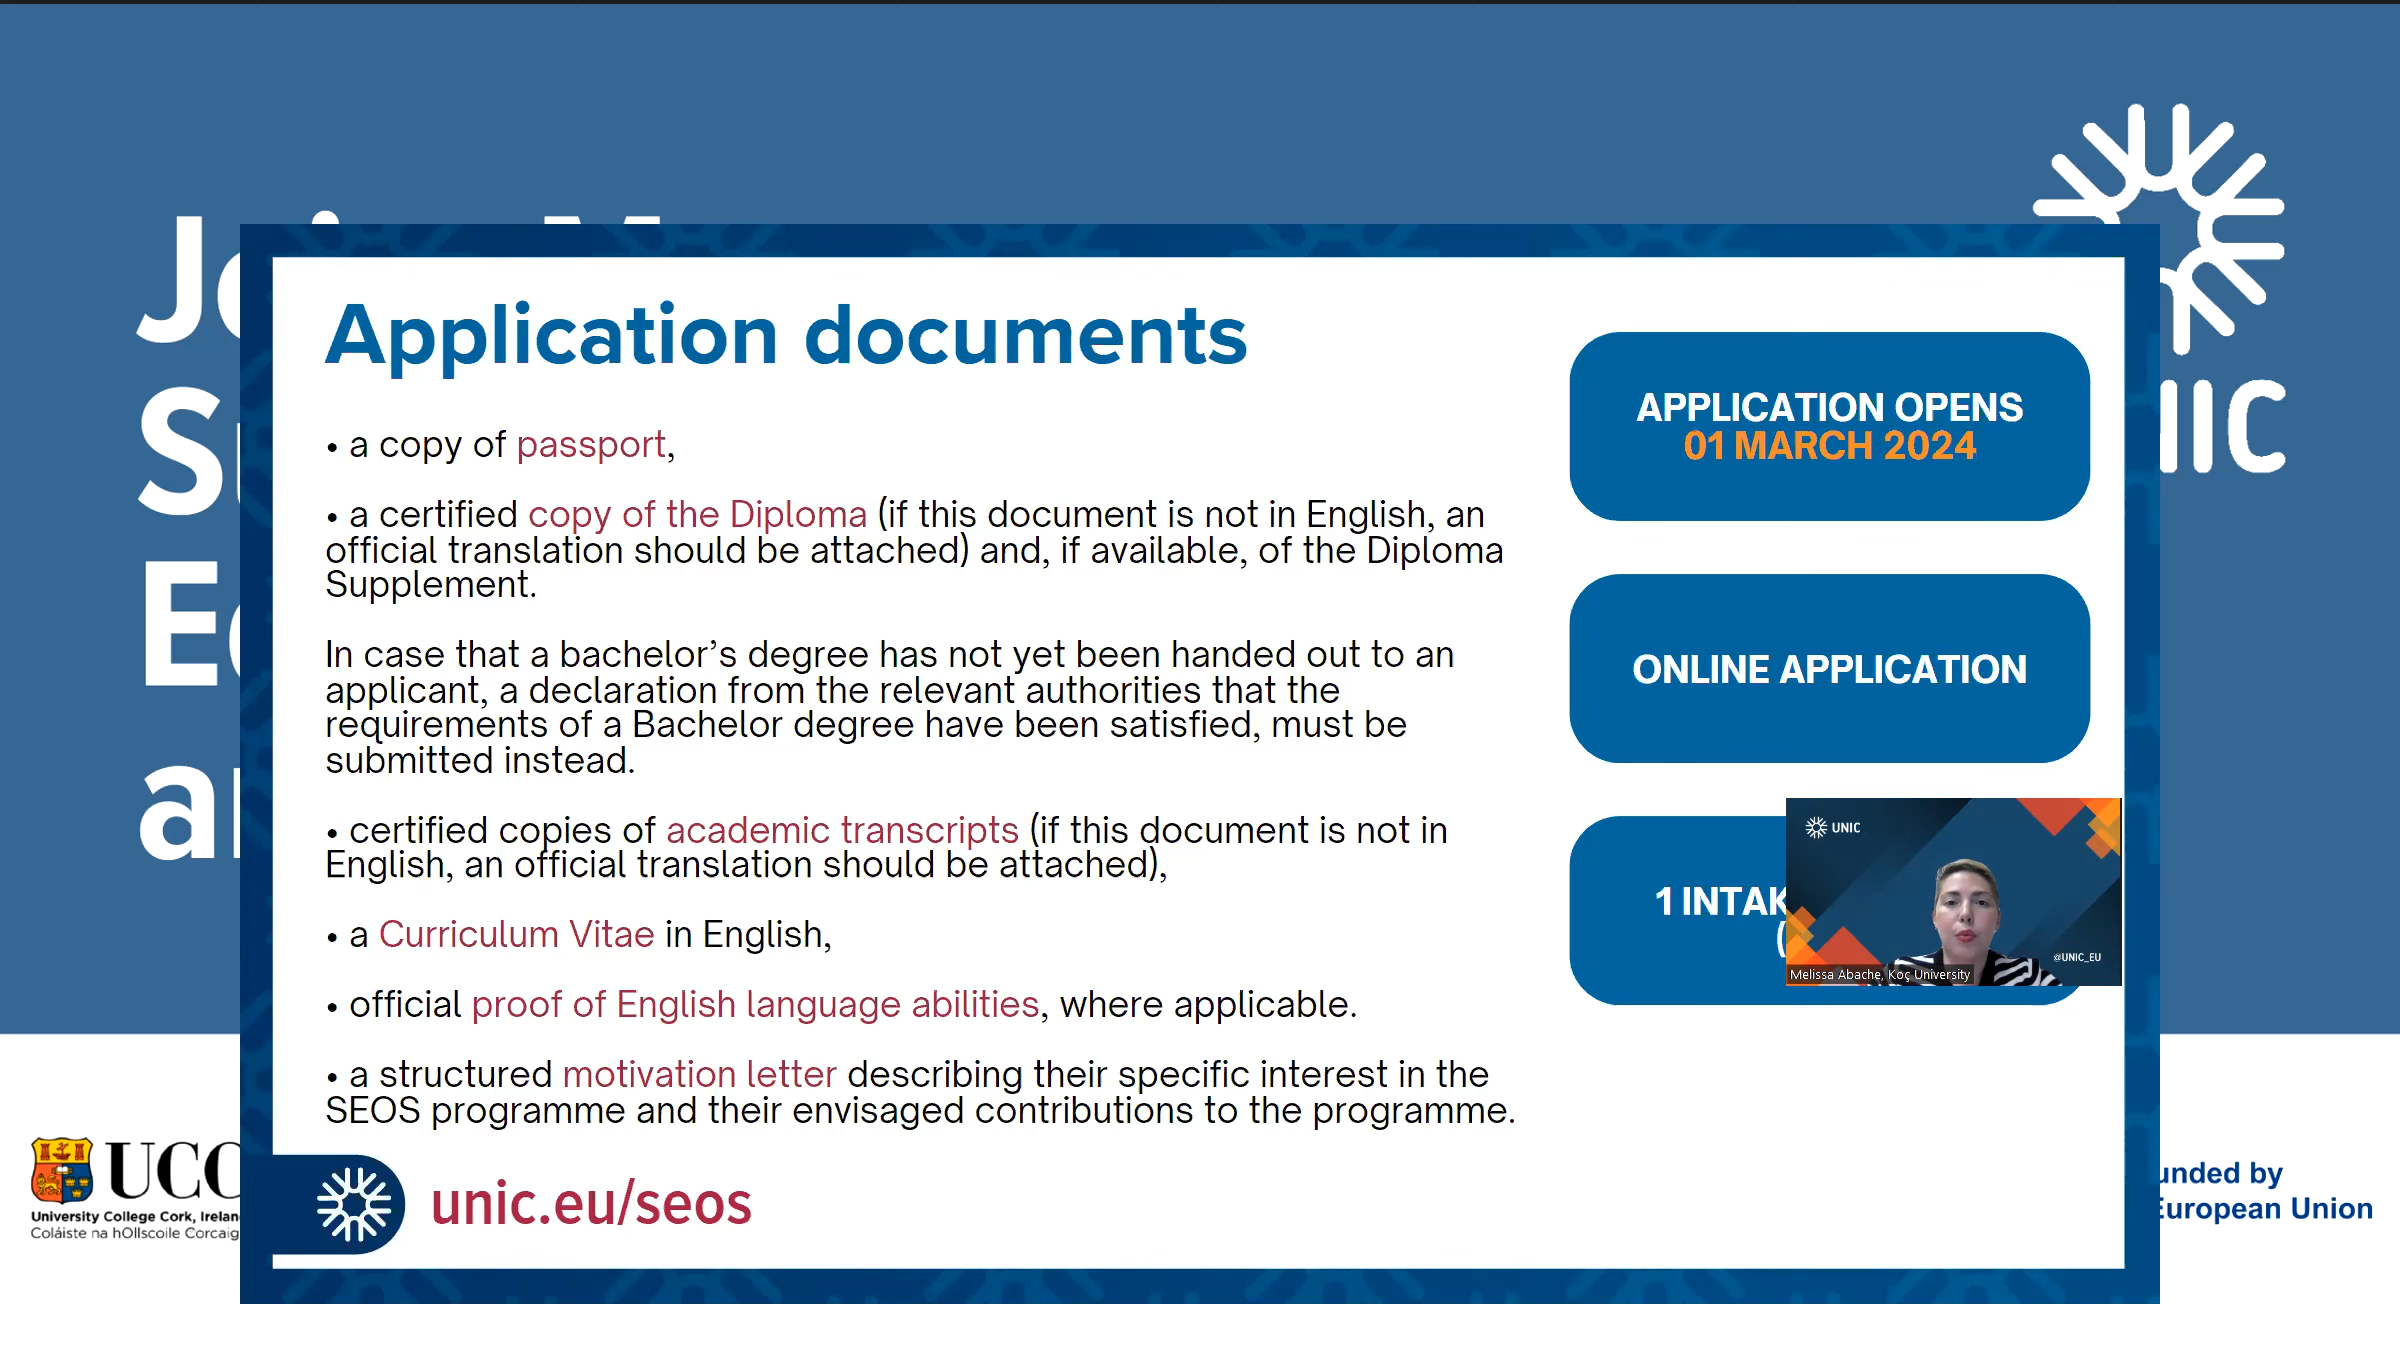 Application documents
• a copy of passport,
• a certified copy of the Diploma (if this document is not in English, an
official translation should be attached) and, if available, of the Diploma
Supplement.
In case that a bachelor’s degree has not yet been handed out to an
applicant, a declaration from the relevant authorities that the
requirements of a Bachelor degree have been satisfied, must be
submitted instead.
• certified copies of academic transcripts (if this document is not in
English, an official translation should be attached),
• a Curriculum Vitae in English,
• official proof of English language abilities, where applicable.
• a structured motivation letter describing their specific interest in the
SEOS programme and their envisaged contributions to the programme.
unic.eu/seos
APPLICATION OPENS
01 MARCH 2024
ONLINE APPLICATION
1
UNIC
@UNIC_EU
Melissa Abache, Koç University
University College Cork,
Coláiste na hOllscoile
by
European Union